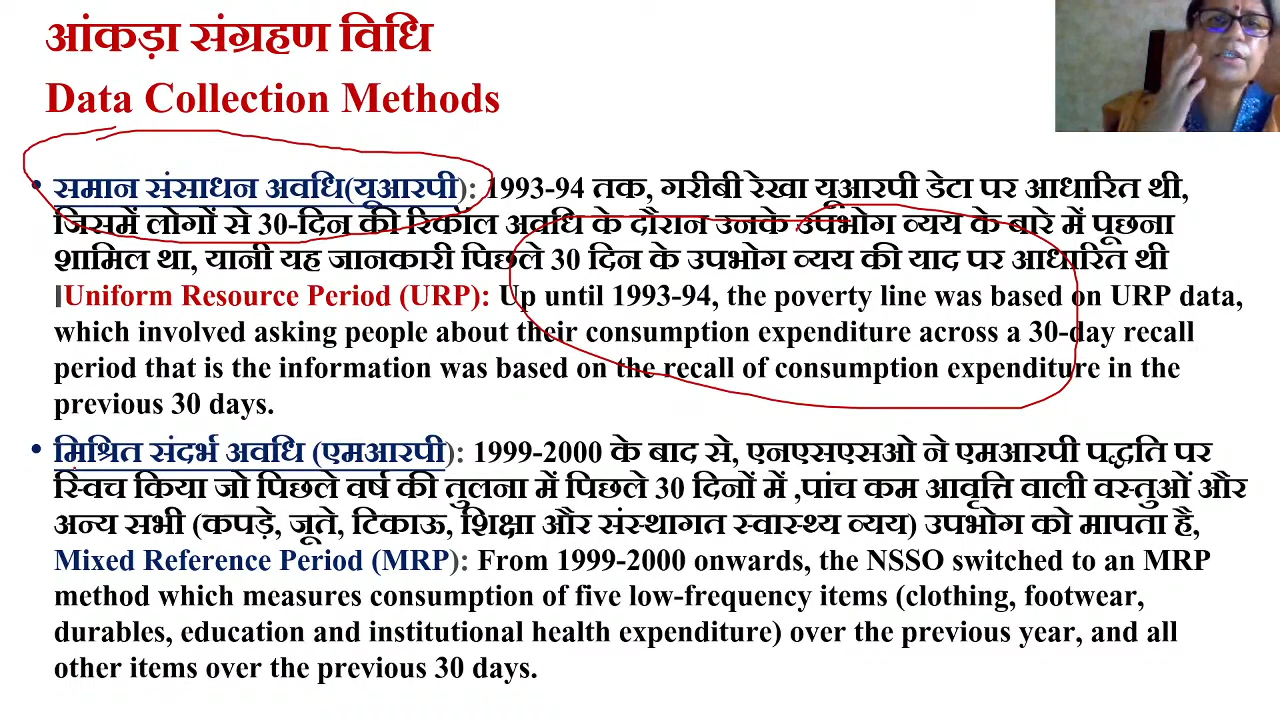 आंकड़ा संग्रहण विधि
Data Collection Methods
• समान संसाधन अवधि(यूआरपी): 1993-94 तक, गरीबी रेखा यूआरपी डेटा पर आधारित थी,
जिसमें लोगों से 30-दिन की रिकॉल अवधि के दौरान उनके उपभोग व्यय के बारे में पूछना
शामिल था, यानी यह जानकारी पिछले 30 दिन के उपभोग व्यय की याद पर आधारित थी
Uniform Resource Period (URP): Up until 1993-94, the poverty line was based on URP data,
which involved asking people about their consumption expenditure across a 30-day recall
period that is the information was based on the recall of consumption expenditure in the
previous 30 days.
• मिश्रित संदर्भ अवधि (एमआरपी): 1999-2000 के बाद से, एनएसएसओ ने एमआरपी पद्धति पर
स्विच किया जो पिछले वर्ष की तुलना में पिछले 30 दिनों में ,पांच कम आवृत्ति वाली वस्तुओं और
अन्य सभी (कपड़े, जूते, टिकाऊ, शिक्षा और संस्थागत स्वास्थ्य व्यय) उपभोग को मापता है,
Mixed Reference Period (MRP): From 1999-2000 onwards, the NSSO switched to an MRP
method which measures consumption of five low-frequency items (clothing, footwear,
durables, education and institutional health expenditure) over the previous year, and all
other items over the previous 30 days.